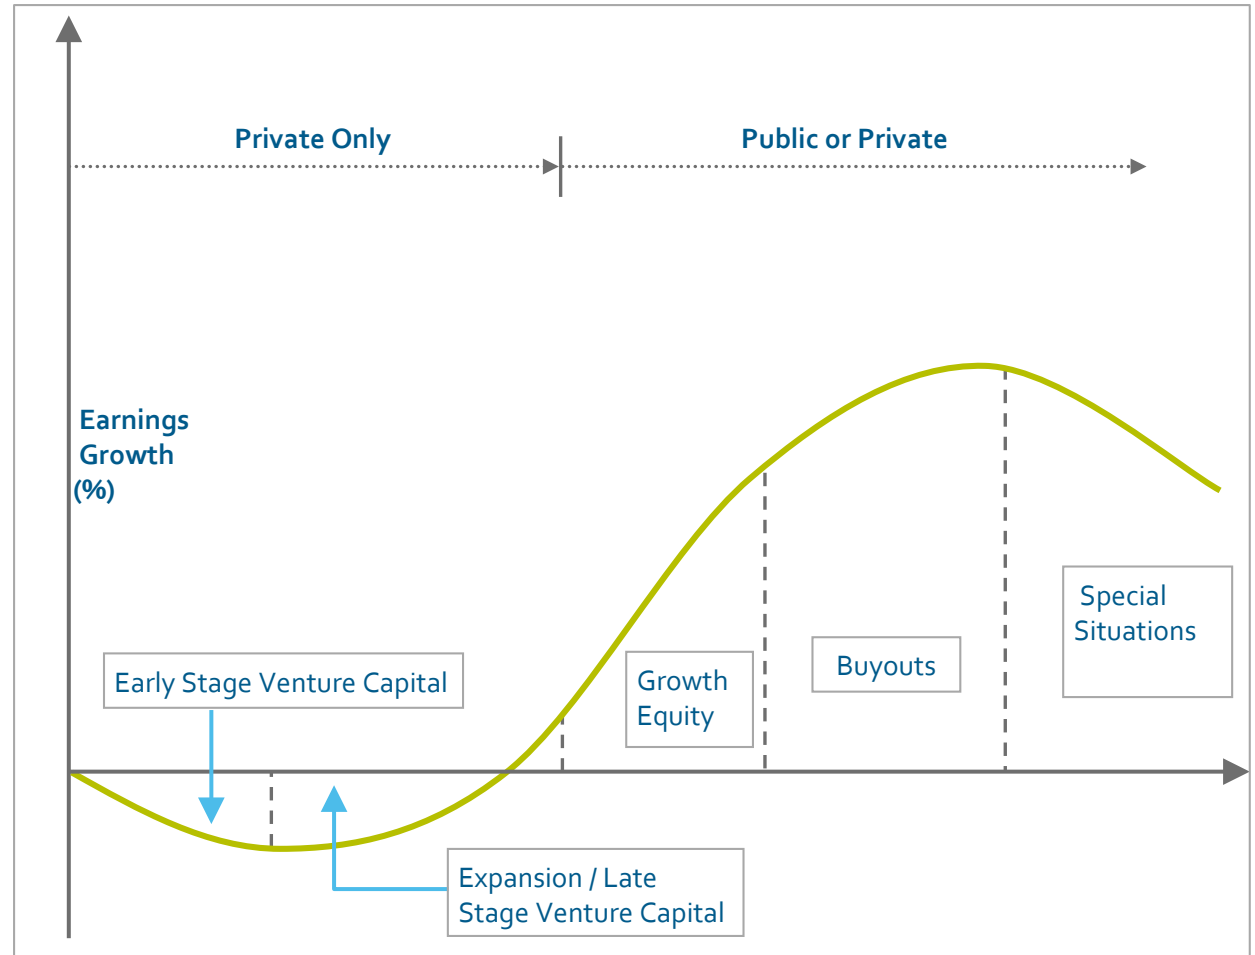 Private Only
Public or Private
Earnings
Growth
(%)
Special
Situations
Buyouts
Growth
Equity
Early Stage Venture Capital
Expansion / Late
Stage Venture Capital